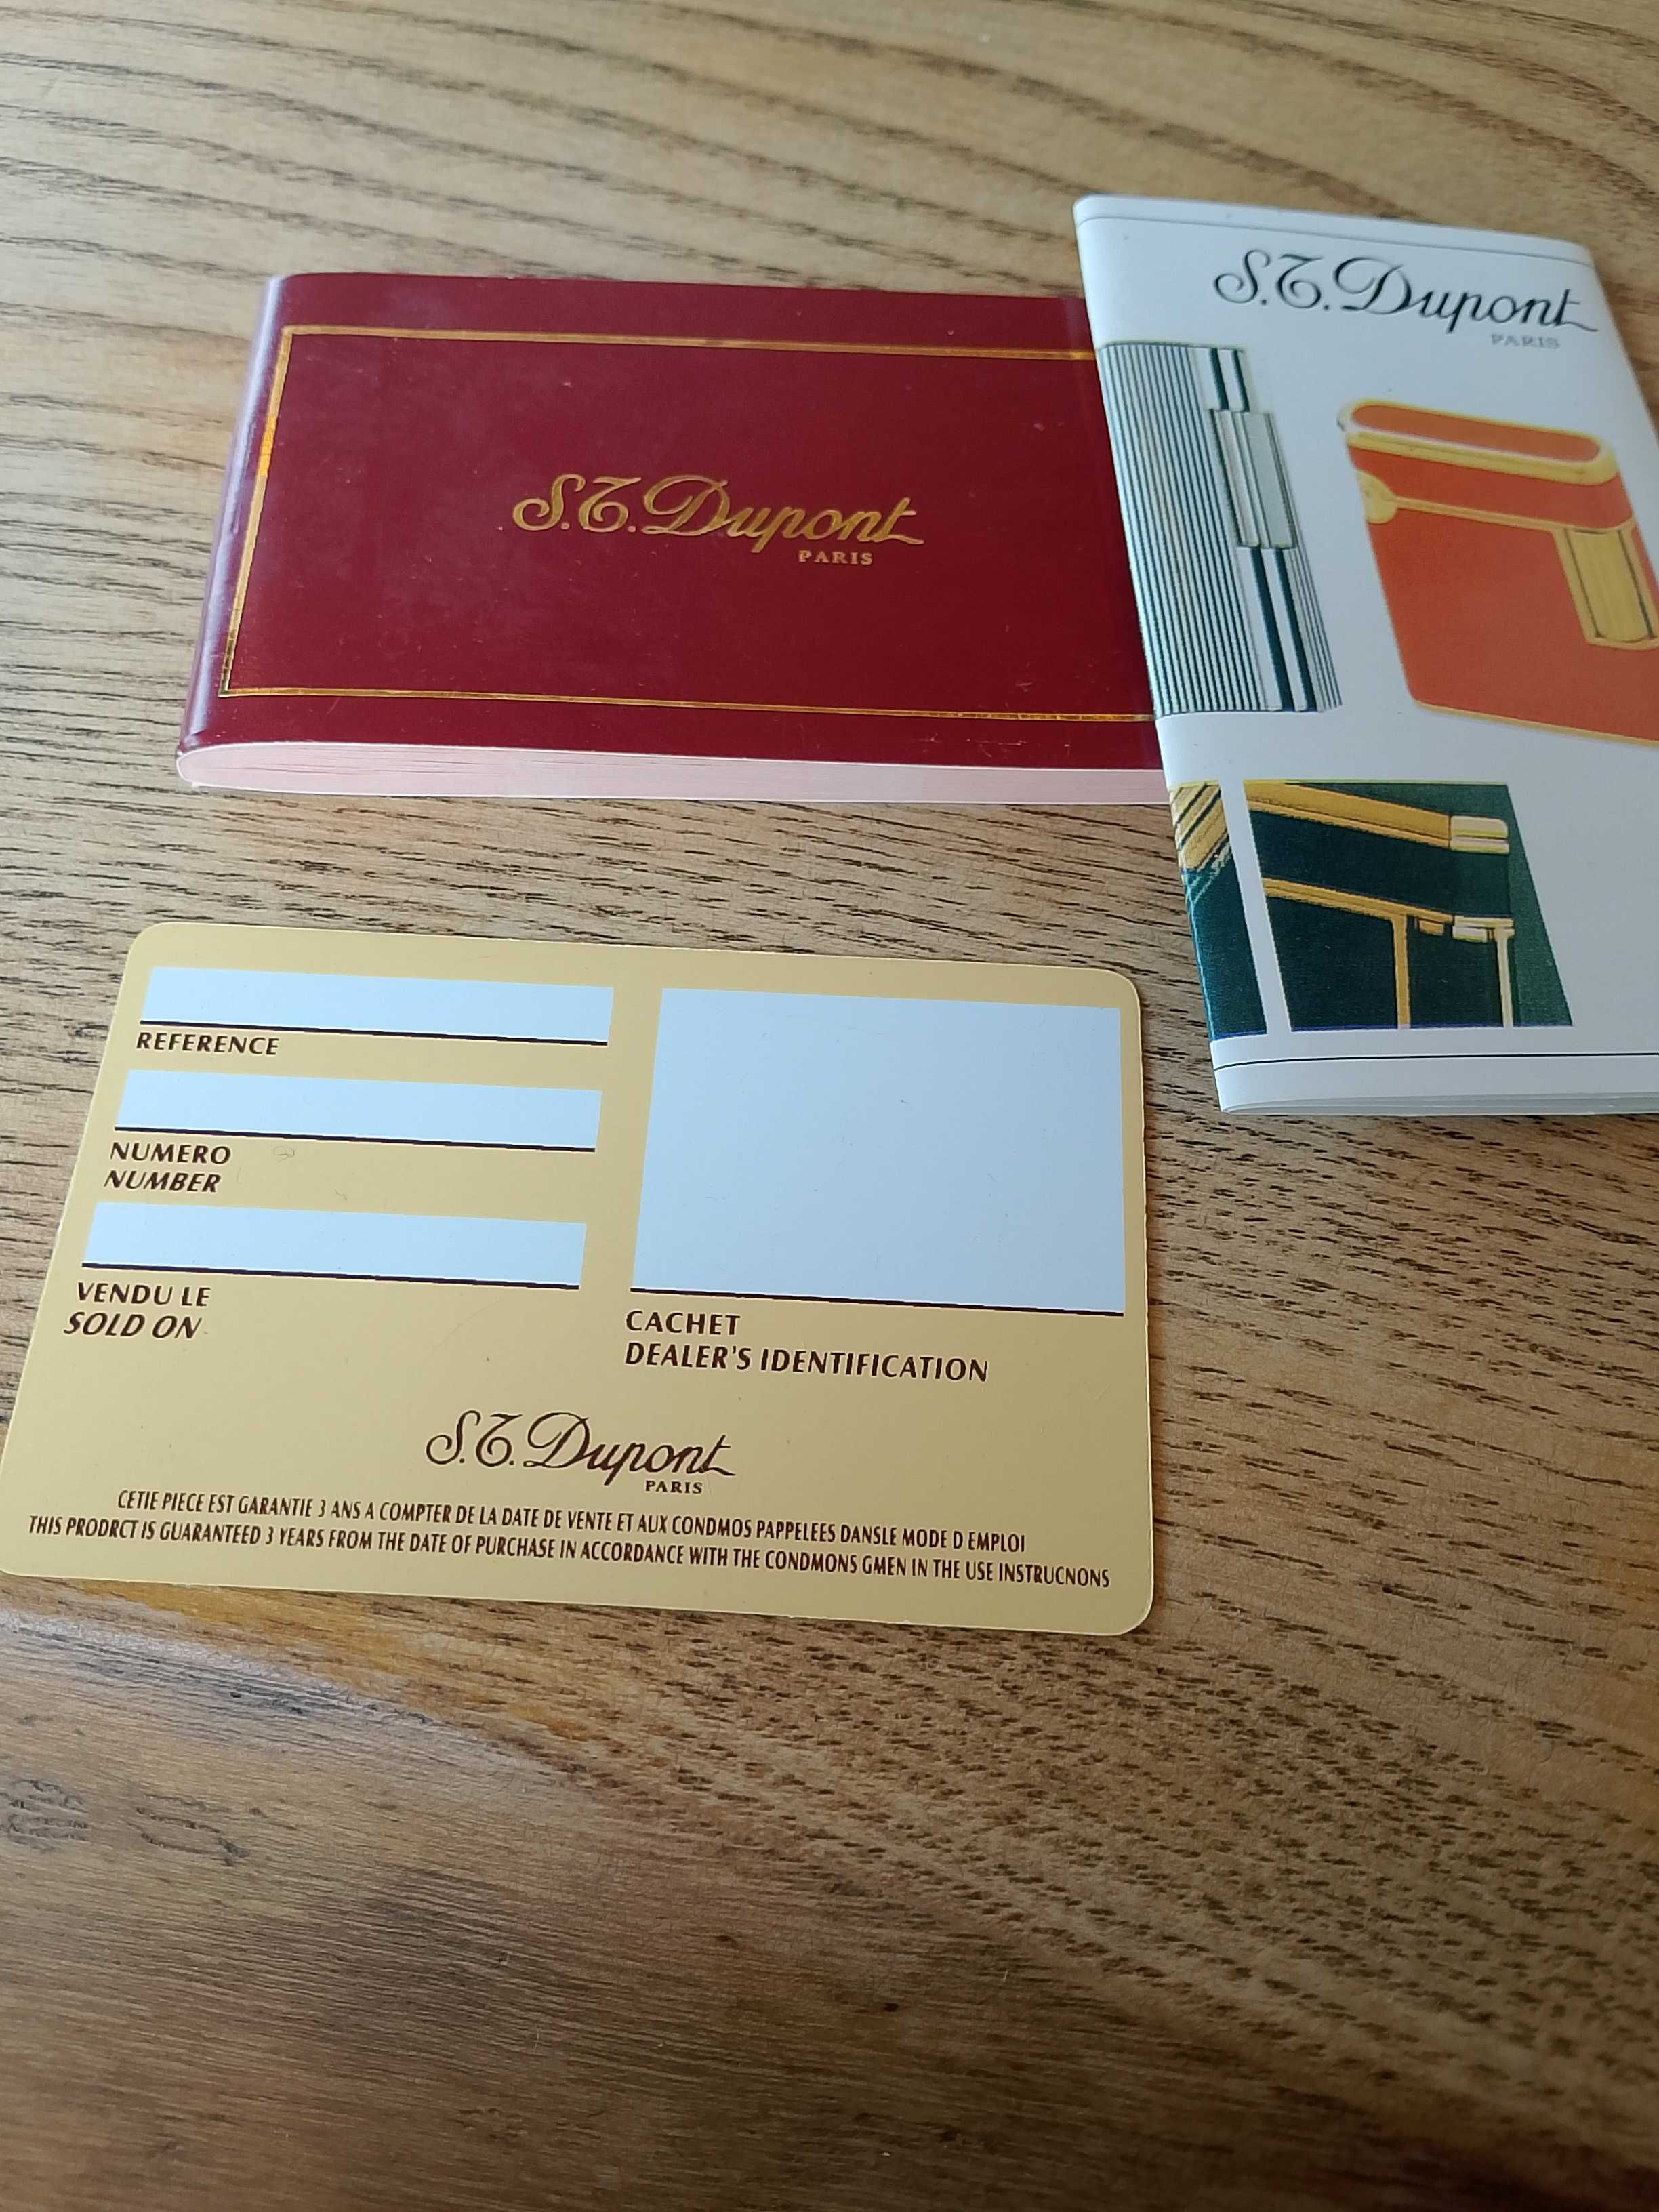 S.T. Dupont
PARIS
S.T. Dupont
PARIS
REFERENCE
NUMERO
NUMBER
VENDU LE
SOLD ON
CACHET
DEALER'S IDENTIFICATION
S.T. Dupont
PARIS
CETIE PIECE EST GARANTIE 3 ANS A COMPTER DE LA DATE DE VENTE ET AUX CONDMOS PAPPELEES DANSLE MODE D EMPLOI
THIS PRODRCT IS GUARANTEED 3 YEARS FROM THE DATE OF PURCHASE IN ACCORDANCE WITH THE CONDMONS GMEN IN THE USE INSTRUCNONS